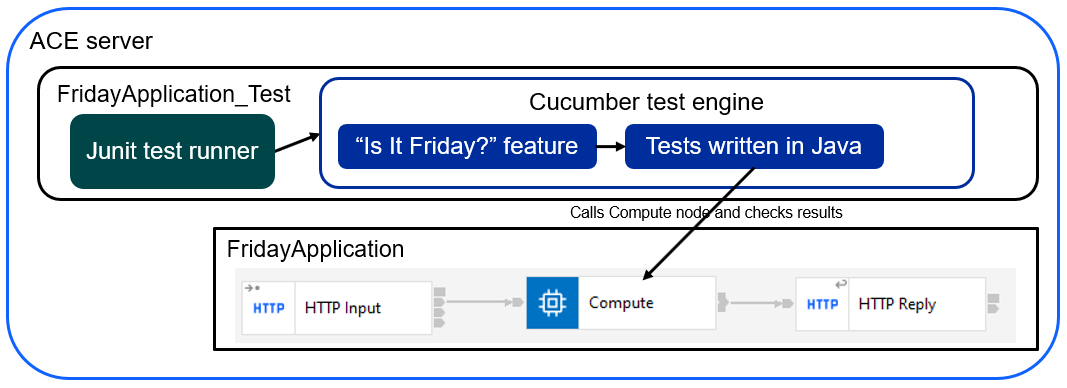 ACE server
FridayApplication_Test
Cucumber test engine
Junit test runner
“Is It Friday?” feature
Tests written in Java
Calls Compute node and checks results
FridayApplication
HTTP
HTTP Input
Compute
HTTP
HTTP Reply